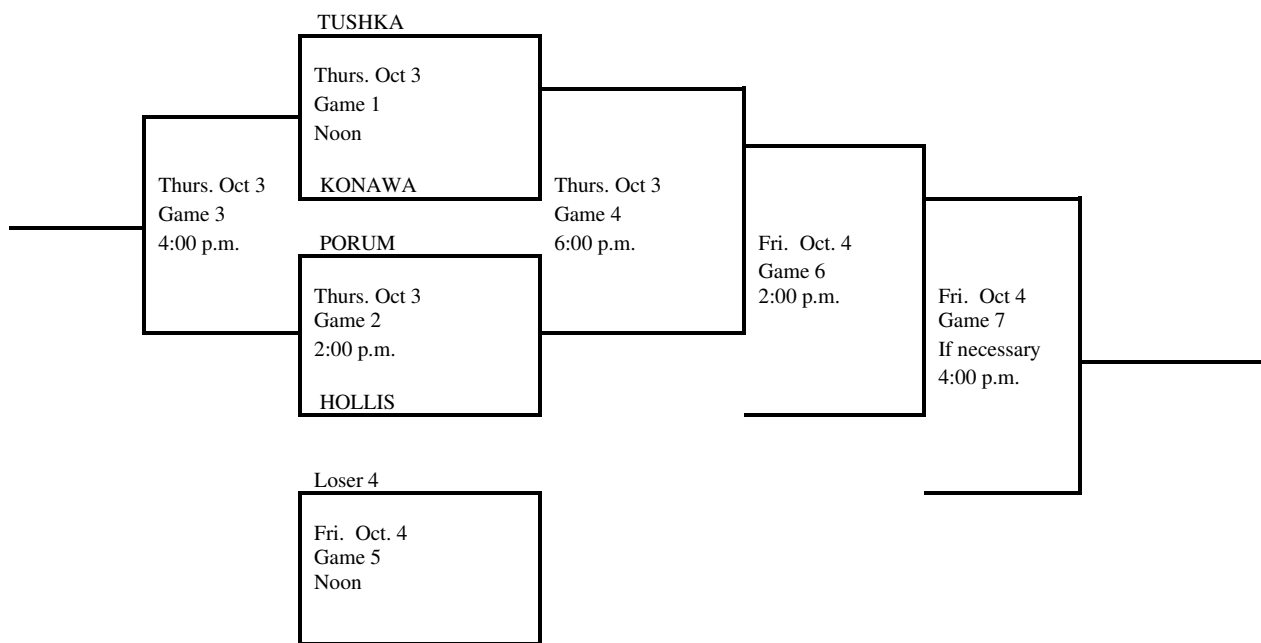 TUSHKA
Thurs. Oct 3
Game 1
Noon
KONAWA
Thurs. Oct 3
Game 3
4:00 p.m.
Thurs. Oct 3
Game 4
6:00 p.m.
PORUM
Thurs. Oct 3
Game 2
2:00 p.m.
HOLLIS
Fri. Oct. 4
Game 6
2:00 p.m.
Fri. Oct 4
Game 7
If necessary
4:00 p.m.
Loser 4
Fri. Oct. 4
Game 5
Noon